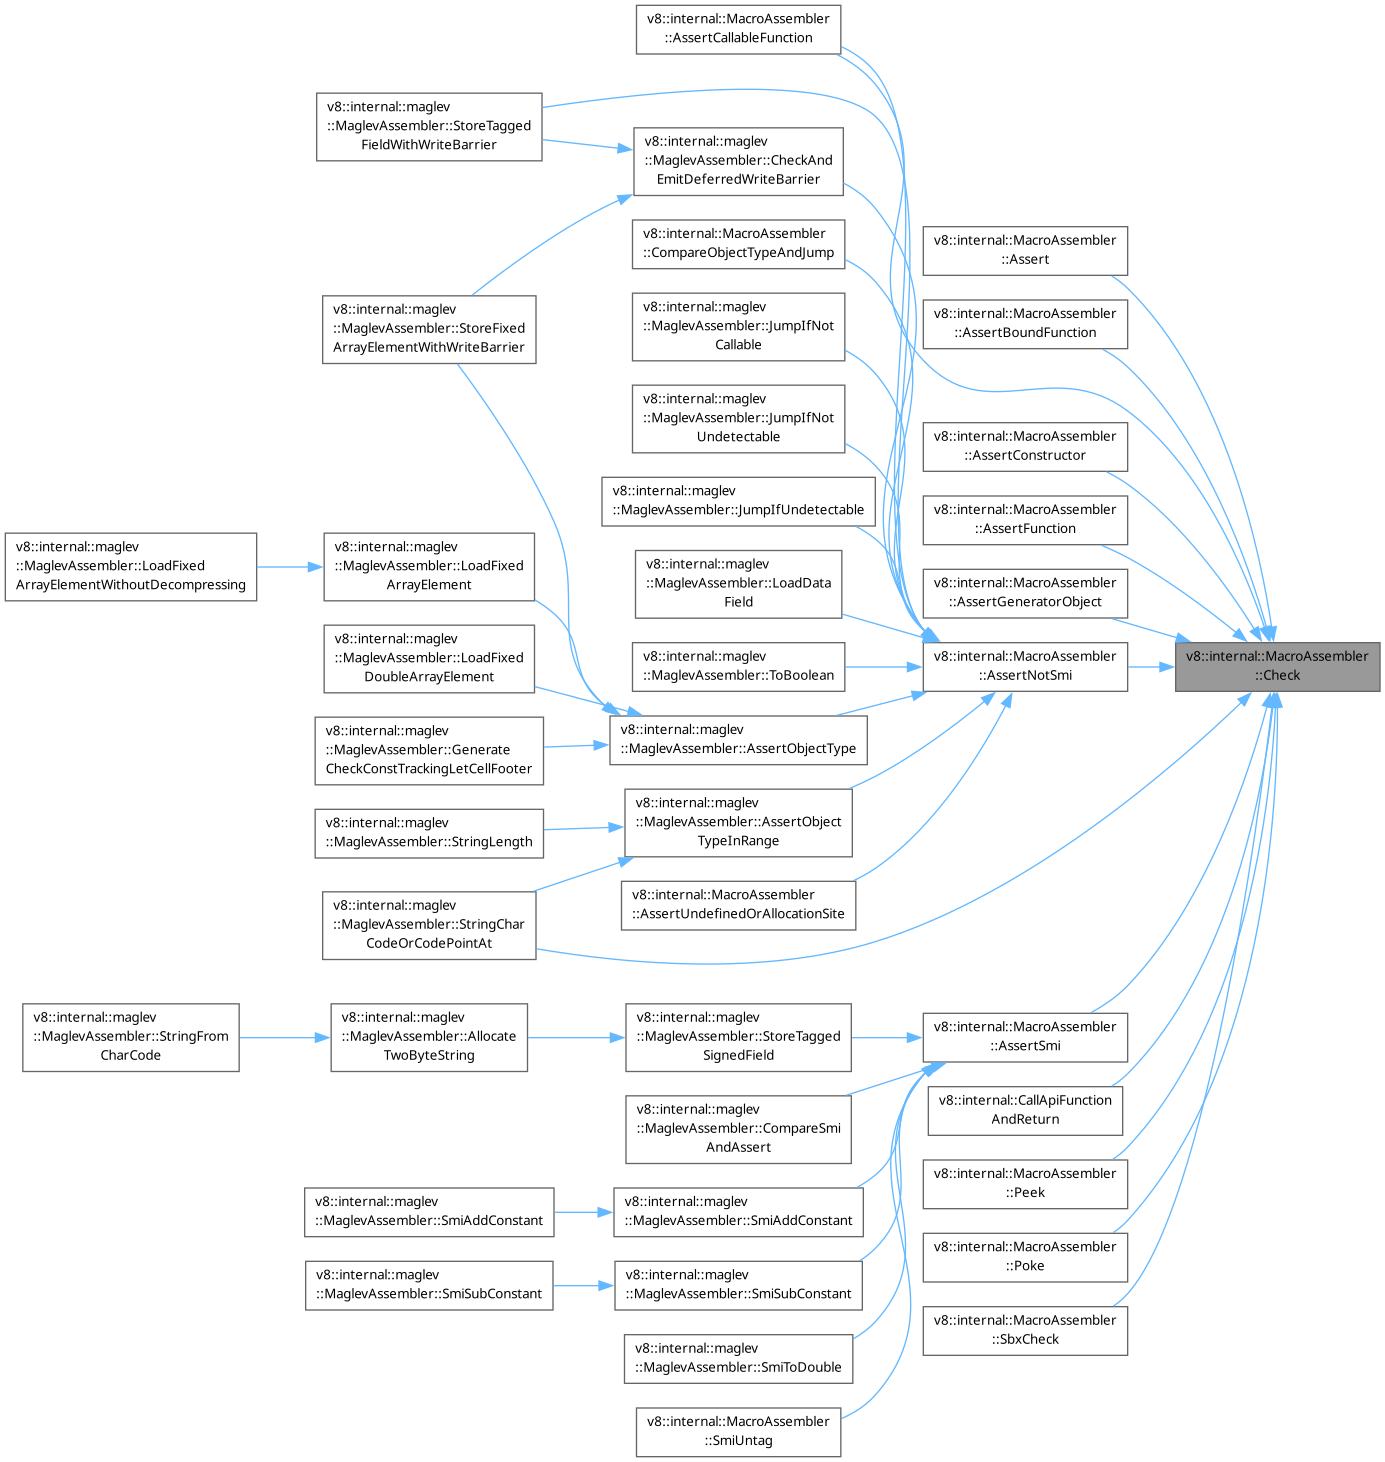 v8::internal::MacroAssembler
::AssertCallableFunction
v8::internal::maglev
::MaglevAssembler::StoreTagged
FieldWithWriteBarrier
v8::internal::maglev
::MaglevAssembler::CheckAnd
EmitDeferredWriteBarrier
v8::internal::MacroAssembler
::CompareObjectTypeAndJump
v8::internal::MacroAssembler
::Assert
v8::internal::maglev
::MaglevAssembler::StoreFixed
ArrayElementWithWriteBarrier
v8::internal::maglev
::MaglevAssembler::JumpIfNot
Callable
v8::internal::MacroAssembler
::AssertBoundFunction
v8::internal::maglev
::MaglevAssembler::JumpIfNot
Undetectable
v8::internal::MacroAssembler
::AssertConstructor
v8::internal::maglev
::MaglevAssembler::JumpIfUndetectable
v8::internal::MacroAssembler
::AssertFunction
v8::internal::maglev
::MaglevAssembler::LoadFixed
ArrayElementWithoutDecompressing
v8::internal::maglev
::MaglevAssembler::LoadFixed
ArrayElement
v8::internal::maglev
::MaglevAssembler::LoadData
Field
v8::internal::MacroAssembler
::AssertGeneratorObject
v8::internal::maglev
::MaglevAssembler::LoadFixed
DoubleArrayElement
v8::internal::maglev
::MaglevAssembler::ToBoolean
v8::internal::MacroAssembler
::AssertNotSmi
v8::internal::MacroAssembler
::Check
v8::internal::maglev
::MaglevAssembler::Generate
CheckConstTrackingLetCellFooter
v8::internal::maglev
::MaglevAssembler::AssertObjectType
v8::internal::maglev
::MaglevAssembler::StringLength
v8::internal::maglev
::MaglevAssembler::AssertObject
TypeInRange
v8::internal::maglev
::MaglevAssembler::StringChar
CodeOrCodePointAt
v8::internal::MacroAssembler
::AssertUndefinedOrAllocationSite
v8::internal::maglev
::MaglevAssembler::StringFrom
CharCode
v8::internal::maglev
::MaglevAssembler::Allocate
TwoByteString
v8::internal::maglev
::MaglevAssembler::StoreTagged
SignedField
v8::internal::MacroAssembler
::AssertSmi
v8::internal::maglev
::MaglevAssembler::CompareSmi
AndAssert
v8::internal::CallApiFunction
AndReturn
v8::internal::MacroAssembler
::Peek
v8::internal::maglev
::MaglevAssembler::SmiAddConstant
v8::internal::maglev
::MaglevAssembler::SmiAddConstant
v8::internal::MacroAssembler
::Poke
v8::internal::maglev
::MaglevAssembler::SmiSubConstant
v8::internal::maglev
::MaglevAssembler::SmiSubConstant
v8::internal::MacroAssembler
::SbxCheck
v8::internal::maglev
::MaglevAssembler::SmiToDouble
v8::internal::MacroAssembler
::SmiUntag